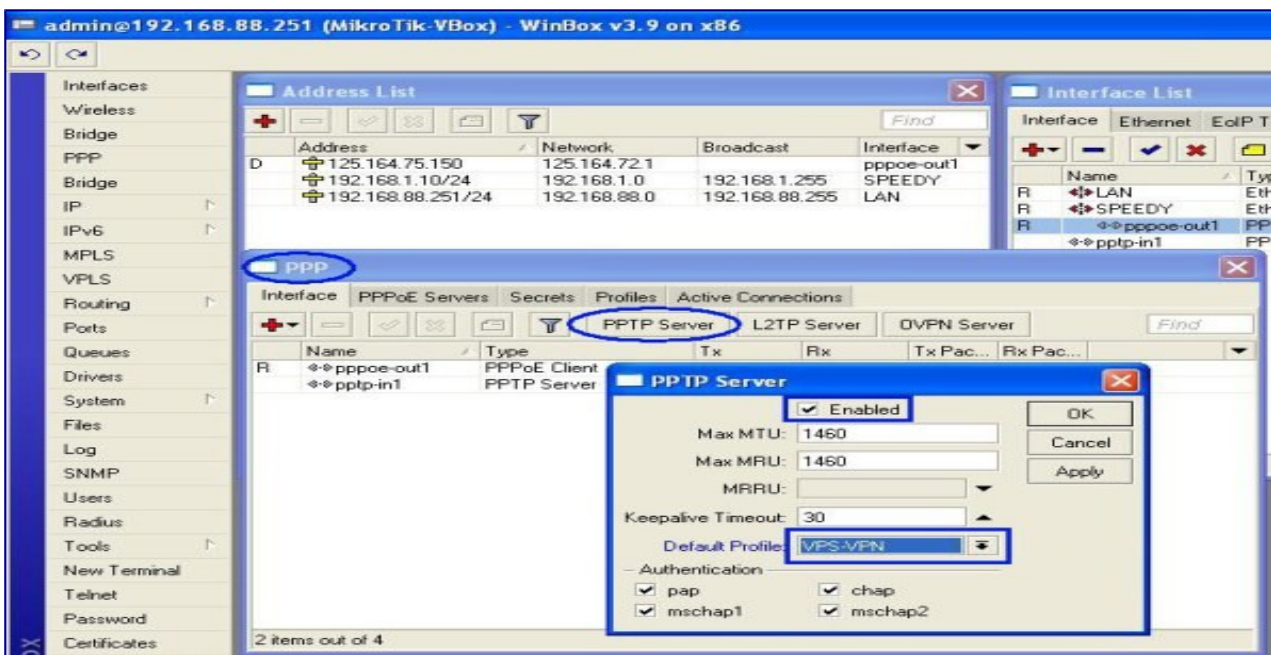 admin@192.168.88.251 (MikroTik-VBox) - WinBox v3.9 on x86
Interfaces
Wireless
Bridge
PPP
Bridge
IP
IPv6
MPLS
VPLS
Routing
Ports
Queues
Drivers
System
Files
Log
SNMP
Users
Radius
Tools
New Terminal
Telnet
Password
Certificates
Address List
Find
Address Network Broadcast Interface
D 125.164.75.150 125.164.72.1 pppoe-out1
192.168.1.10/24 192.168.1.0 192.168.1.255 SPEEDY
192.168.88.251/24 192.168.88.0 192.168.88.255 LAN
Interface List
Interface Ethernet EoIP T
Name Typ
R LAN Eth
R SPEEDY Eth
R pppoe-out1 PP
pptp-in1 PP
PPP
Interface PPPoE Servers Secrets Profiles Active Connections
PPTP Server L2TP Server OVPN Server Find
Name Type Tx Rx Tx Pac... Rx Pac...
R pppoe-out1 PPPoE Client
pptp-in1 PPTP Server
2 items out of 4
PPTP Server
Enabled
Max MTU: 1460
Max MRU: 1460
MRRU:
Keepalive Timeout: 30
Default Profile: VPS-VPN
Authentication
pap chap
mschap1 mschap2
OK
Cancel
Apply